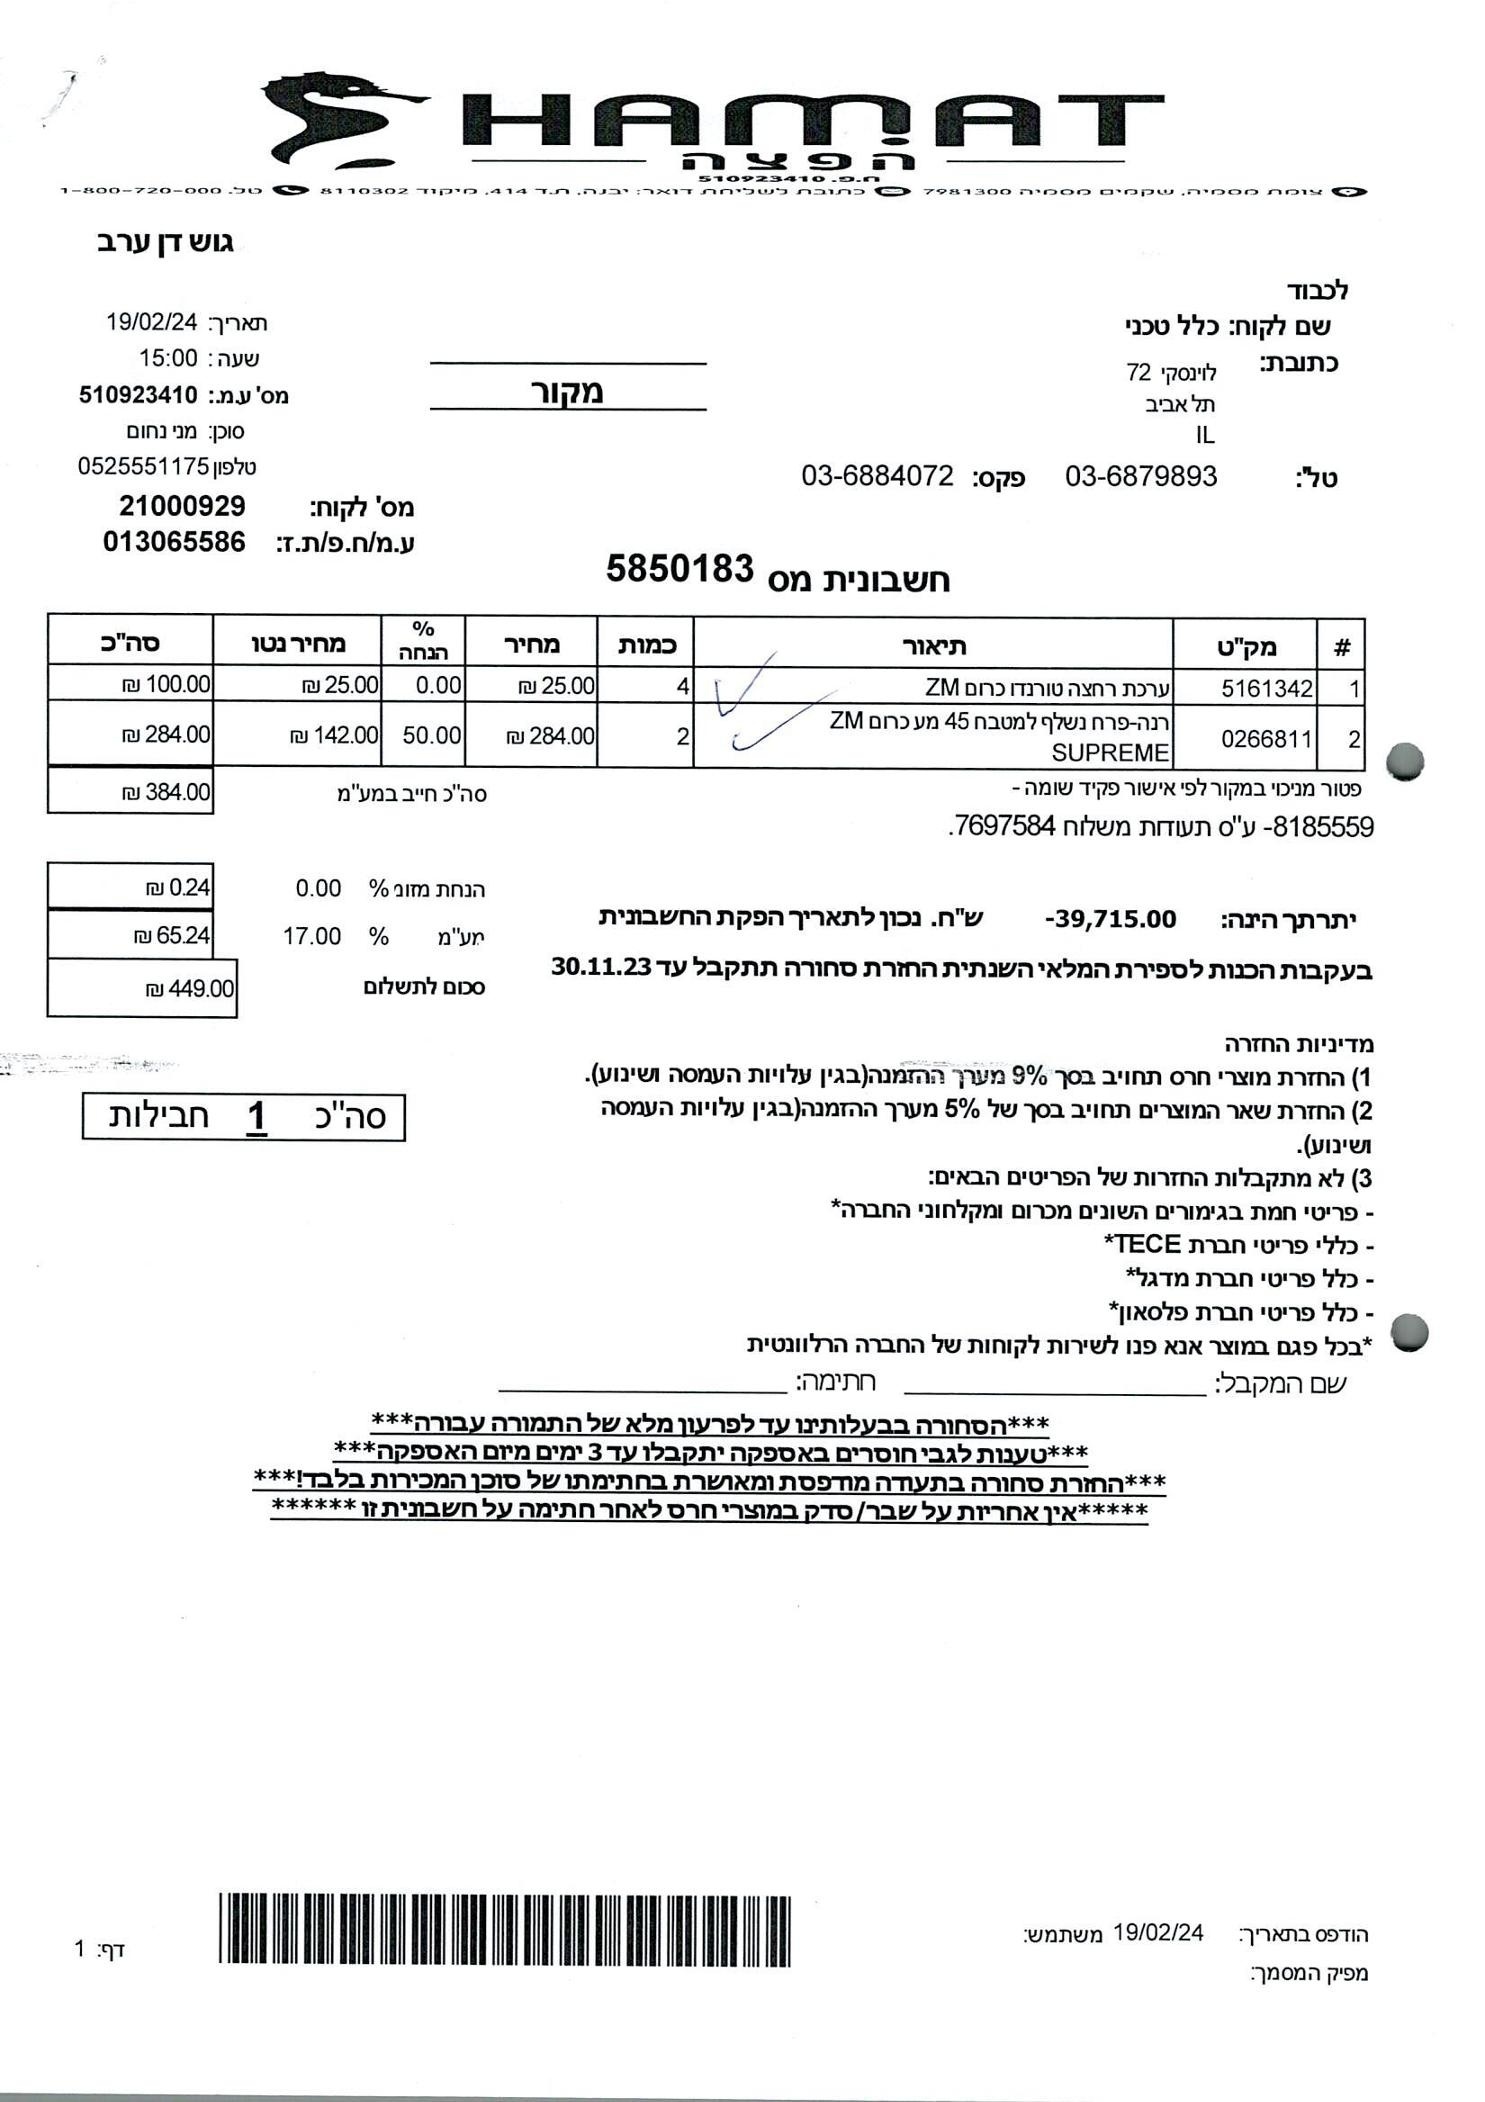 HAMAT
הפצה
ח.פ. 510923410
צומת מסמיה, שקמים מסמיה 7981300 כתובת לשליחת דואר: יבנה, ת.ד 414, מיקוד 8110302 טל. 1-800-720-000
גוש דן ערב
לכבוד
שם לקוח: כלל טכני
כתובת: לוינסקי 72
תל אביב
IL
טל": 03-6879893 פקס: 03-6884072
תאריך: 19/02/24
שעה: 15:00
מס' ע.מ.: 510923410
סוכן: מני נחום
טלפון 0525551175
מס' לקוח: 21000929
ע.מ/ח.פ/ת.ז: 013065586
מקור
חשבונית מס 5850183
# מק"ט תיאור כמות מחיר % הנחה מחיר נטו סה"כ
1 5161342 ערכת רחצה טורנדו כרום ZM 4 25.00 ₪ 0.00 25.00 ₪ 100.00 ₪
2 0266811 רנה-פרח נשלף למטבח 45 מע כרום ZM 2 284.00 ₪ 50.00 142.00 ₪ 284.00 ₪
SUPREME
סה"כ חייב במע"מ 384.00 ₪
פטור מניכוי במקור לפי אישור פקיד שומה -
8185559- ע"ס תעודת משלוח 7697584.
הנחת מזומ % 0.00 0.24 ₪
מע"מ % 17.00 65.24 ₪
סכום לתשלום 449.00 ₪
יתרתך הינה: -39,715.00 ש"ח. נכון לתאריך הפקת החשבונית
בעקבות הכנות לספירת המלאי השנתית החזרת סחורה תתקבל עד 30.11.23
מדיניות החזרה
1) החזרת מוצרי חרס תחויב בסך 9% מערך ההזמנה(בגין עלויות העמסה ושינוע).
2) החזרת שאר המוצרים תחויב בסך של 5% מערך ההזמנה(בגין עלויות העמסה
ושינוע).
3) לא מתקבלות החזרות של הפריטים הבאים:
- פריטי חמת בגימורים השונים מכרום ומקלחוני החברה*
- כללי פריטי חברת TECE*
- כלל פריטי חברת מדגל*
- כלל פריטי חברת פלסאון*
*בכל פגם במוצר אנא פנו לשירות לקוחות של החברה הרלוונטית
סה"כ 1 חבילות
שם המקבל: ____________ חתימה: ____________
***הסחורה בבעלותינו עד לפרעון מלא של התמורה עבורה***
***טענות לגבי חוסרים באספקה יתקבלו עד 3 ימים מיום האספקה***
***החזרת סחורה בתעודה מודפסת ומאושרת בחתימתו של סוכן המכירות בלבד!***
*****אין אחריות על שבר/סדק במוצרי חרס לאחר חתימה על חשבונית זו ******
הודפס בתאריך: 19/02/24 משתמש:
מפיק המסמך:
דף: 1